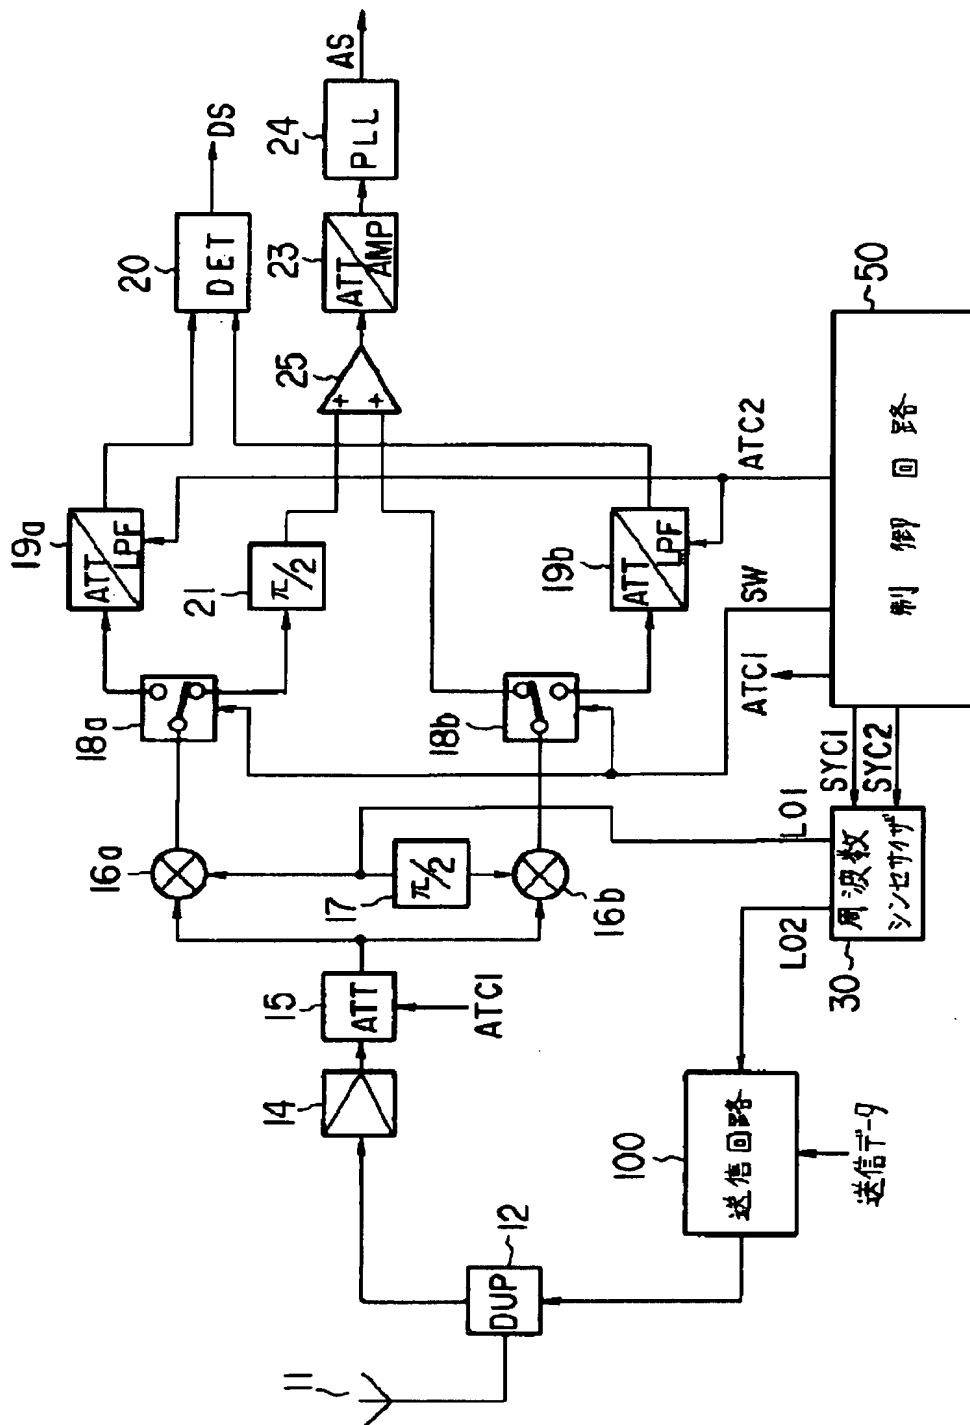 11
DUP
12
14
ATT
15
ATC1
16a
π/2
17
16b
18a
18b
ATT
LPF
19a
π/2
21
ATT
LPF
19b
DET
20
DS
25
+
+
ATT
AMP
23
PLL
24
AS
送信回路
100
送信データ
LO2
LO1
周波数
シンセサイザ
30
SYC1
SYC2
ATC1
SW
ATC2
制御回路
50